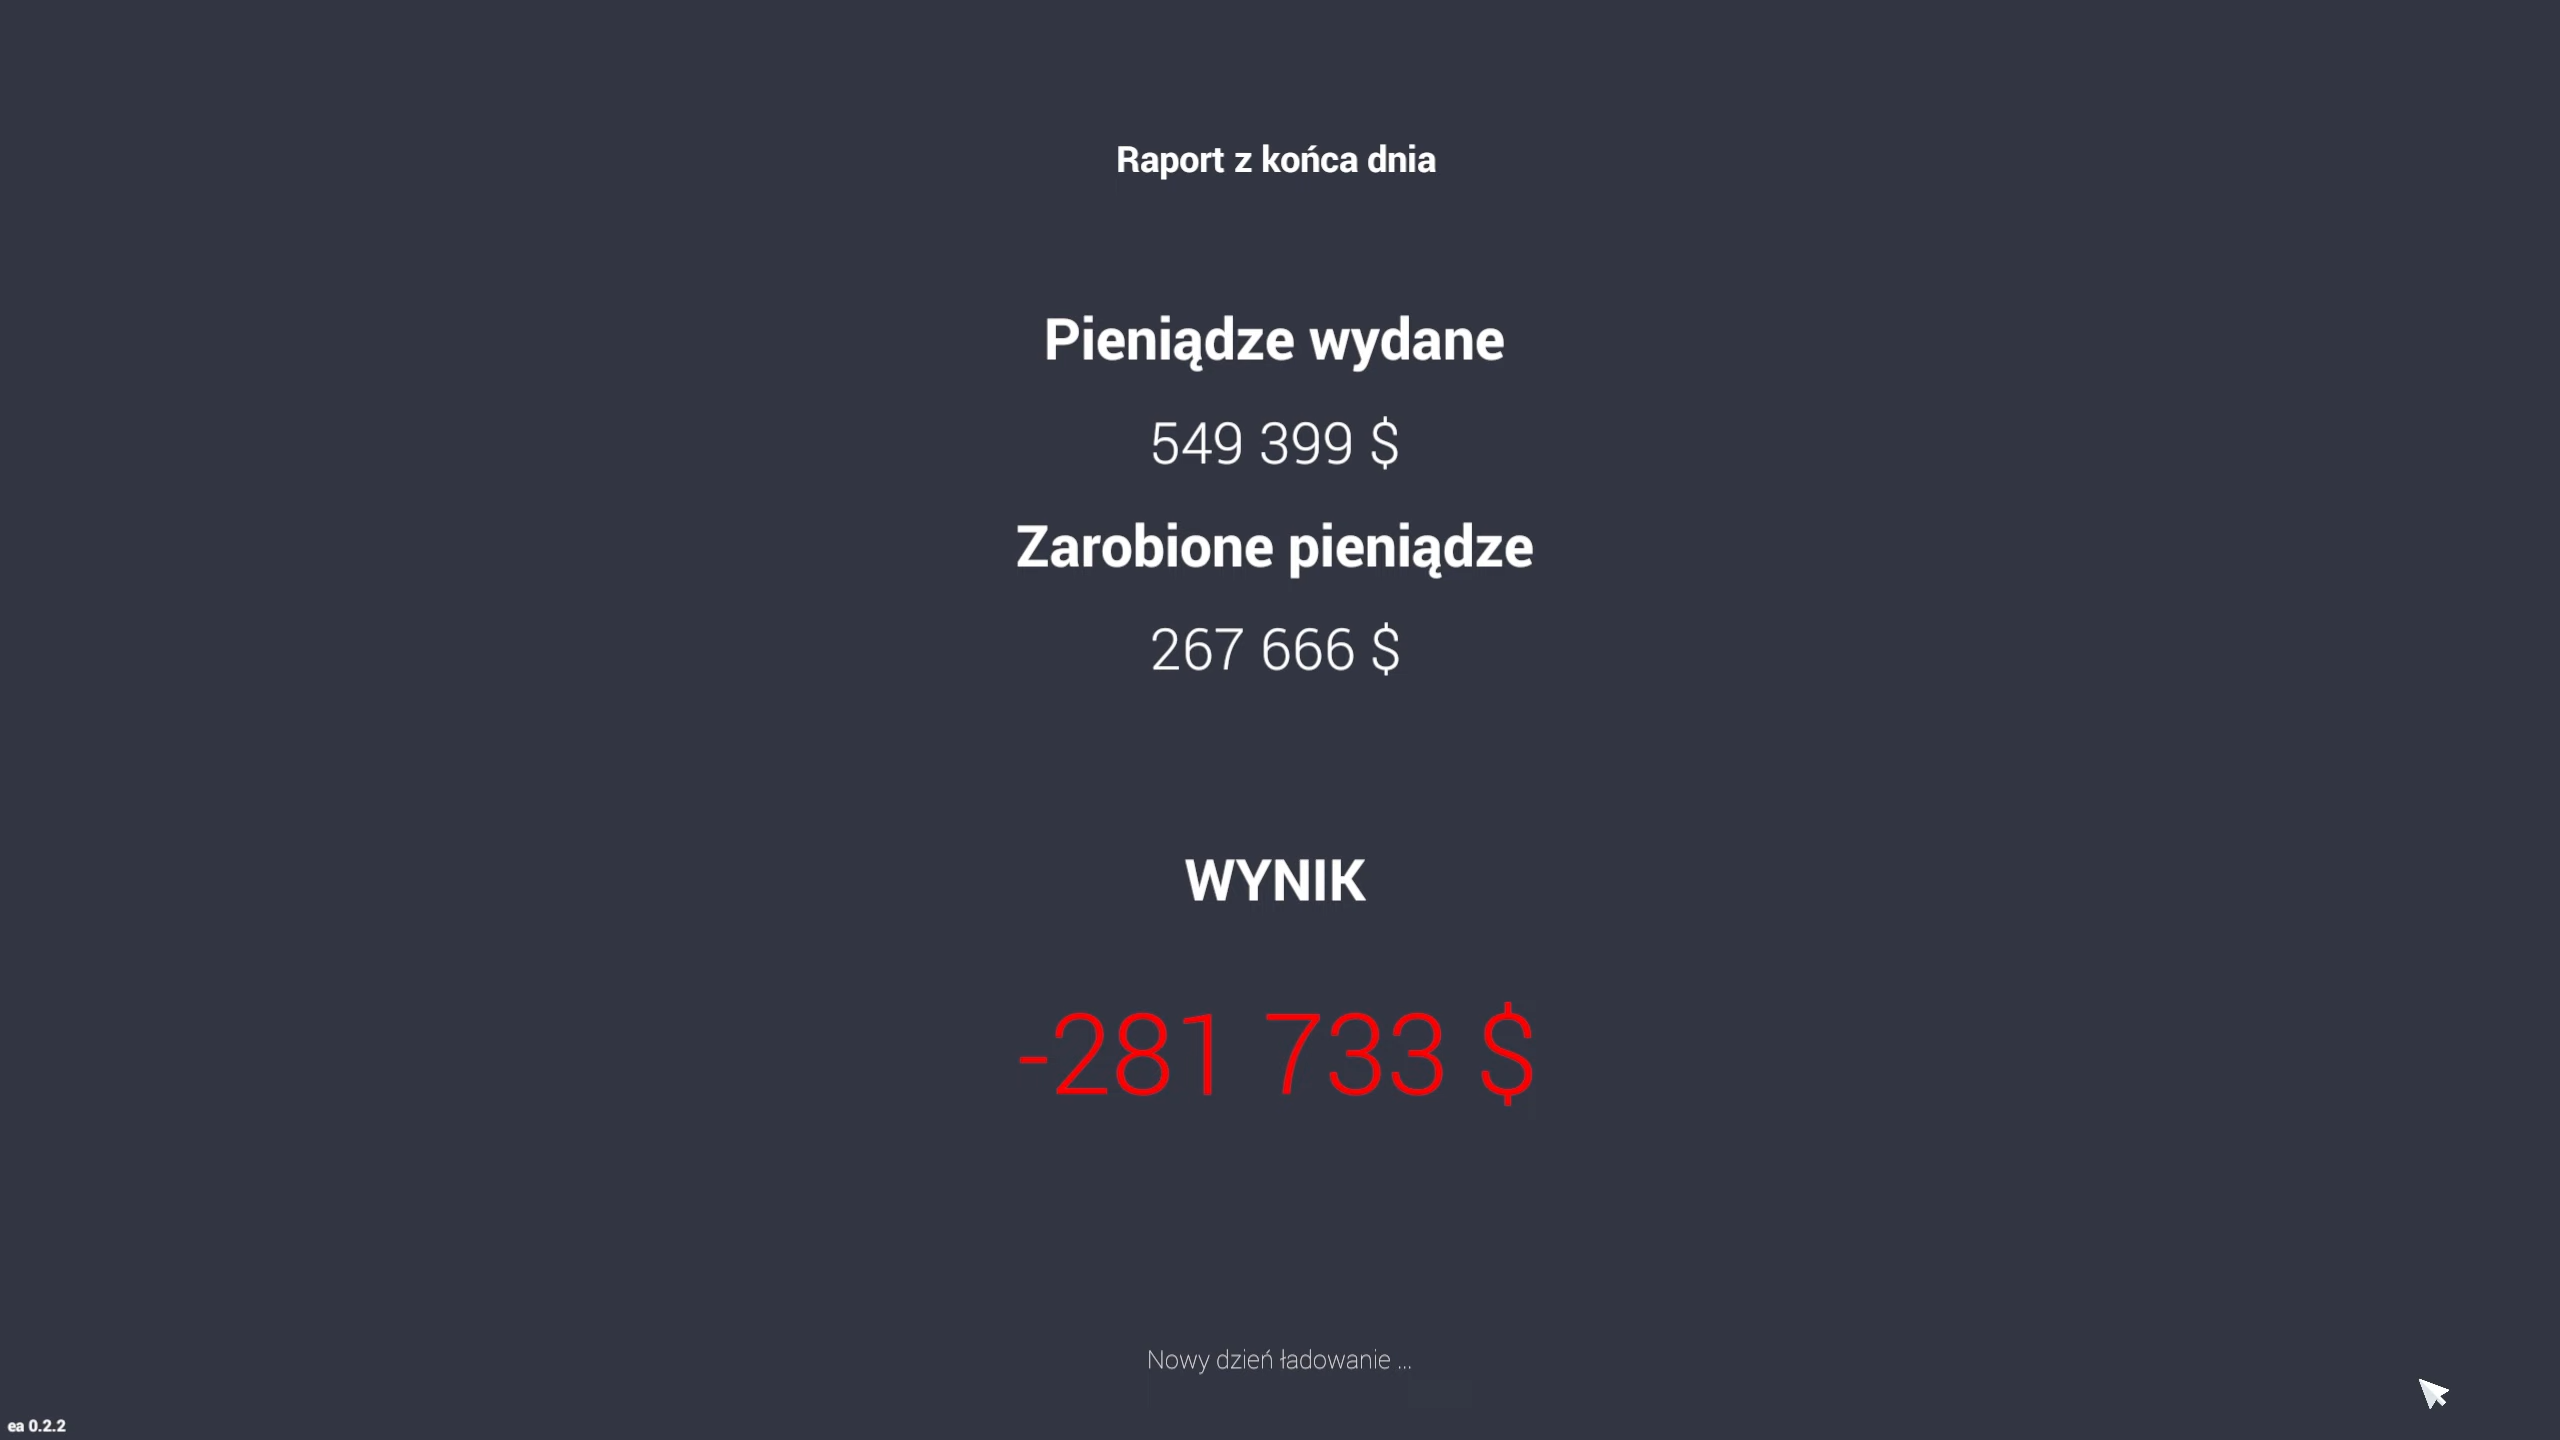 Raport z końca dnia
Pieniądze wydane
549 399 $
Zarobione pieniądze
267 666 $
WYNIK
-281 733 $
Nowy dzień ładowanie ...
ea 0.2.2